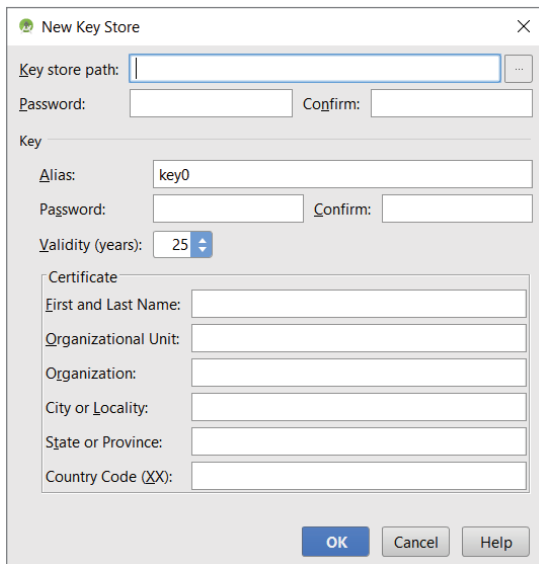 New Key Store
Key store path: ...
Password: Confirm:
Key
Alias: key0
Password: Confirm:
Validity (years): 25
Certificate
First and Last Name:
Organizational Unit:
Organization:
City or Locality:
State or Province:
Country Code (XX):
OK Cancel Help